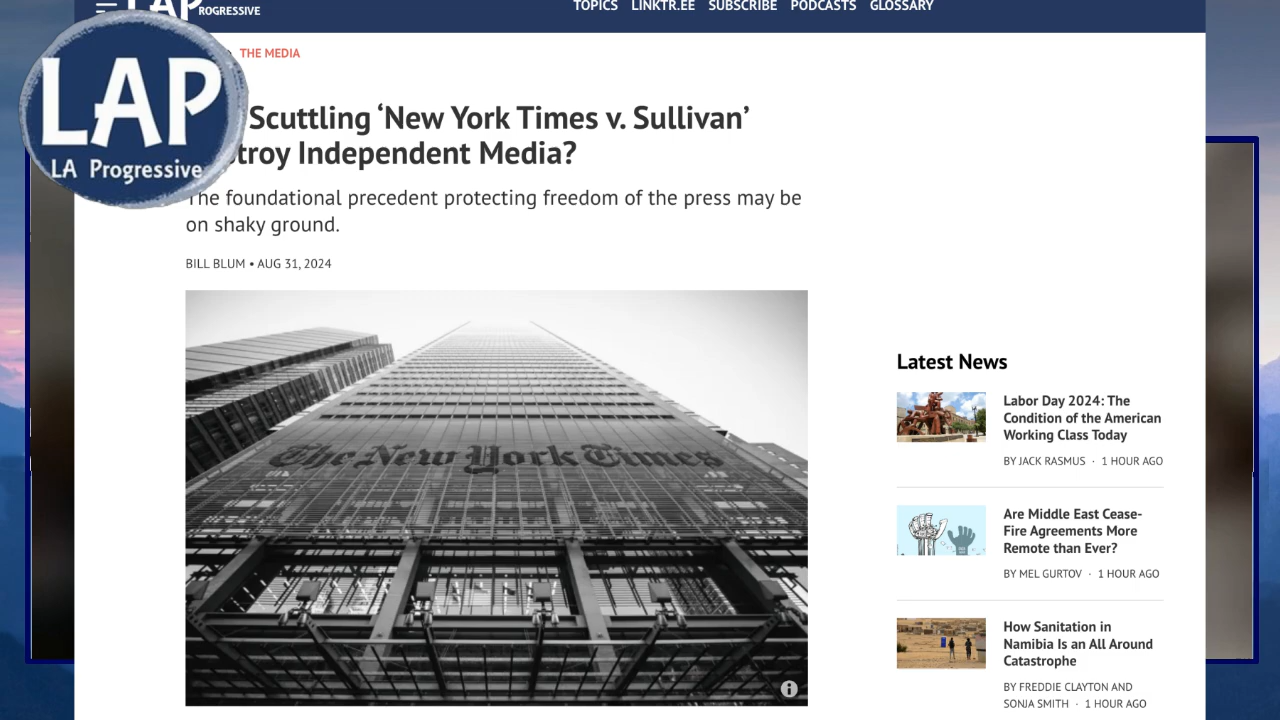 LAP
ROGRESSIVE
TOPICS LINKTR.EE SUBSCRIBE PODCASTS GLOSSARY
THE MEDIA
LAP
LA Progressive
Scuttling ‘New York Times v. Sullivan’
troy Independent Media?
The foundational precedent protecting freedom of the press may be
on shaky ground.
BILL BLUM • AUG 31, 2024
The New York Times
Latest News
Labor Day 2024: The
Condition of the American
Working Class Today
BY JACK RASMUS · 1 HOUR AGO
Are Middle East Cease-
Fire Agreements More
Remote than Ever?
BY MEL GURTOV · 1 HOUR AGO
How Sanitation in
Namibia Is an All Around
Catastrophe
BY FREDDIE CLAYTON AND
SONJA SMITH · 1 HOUR AGO